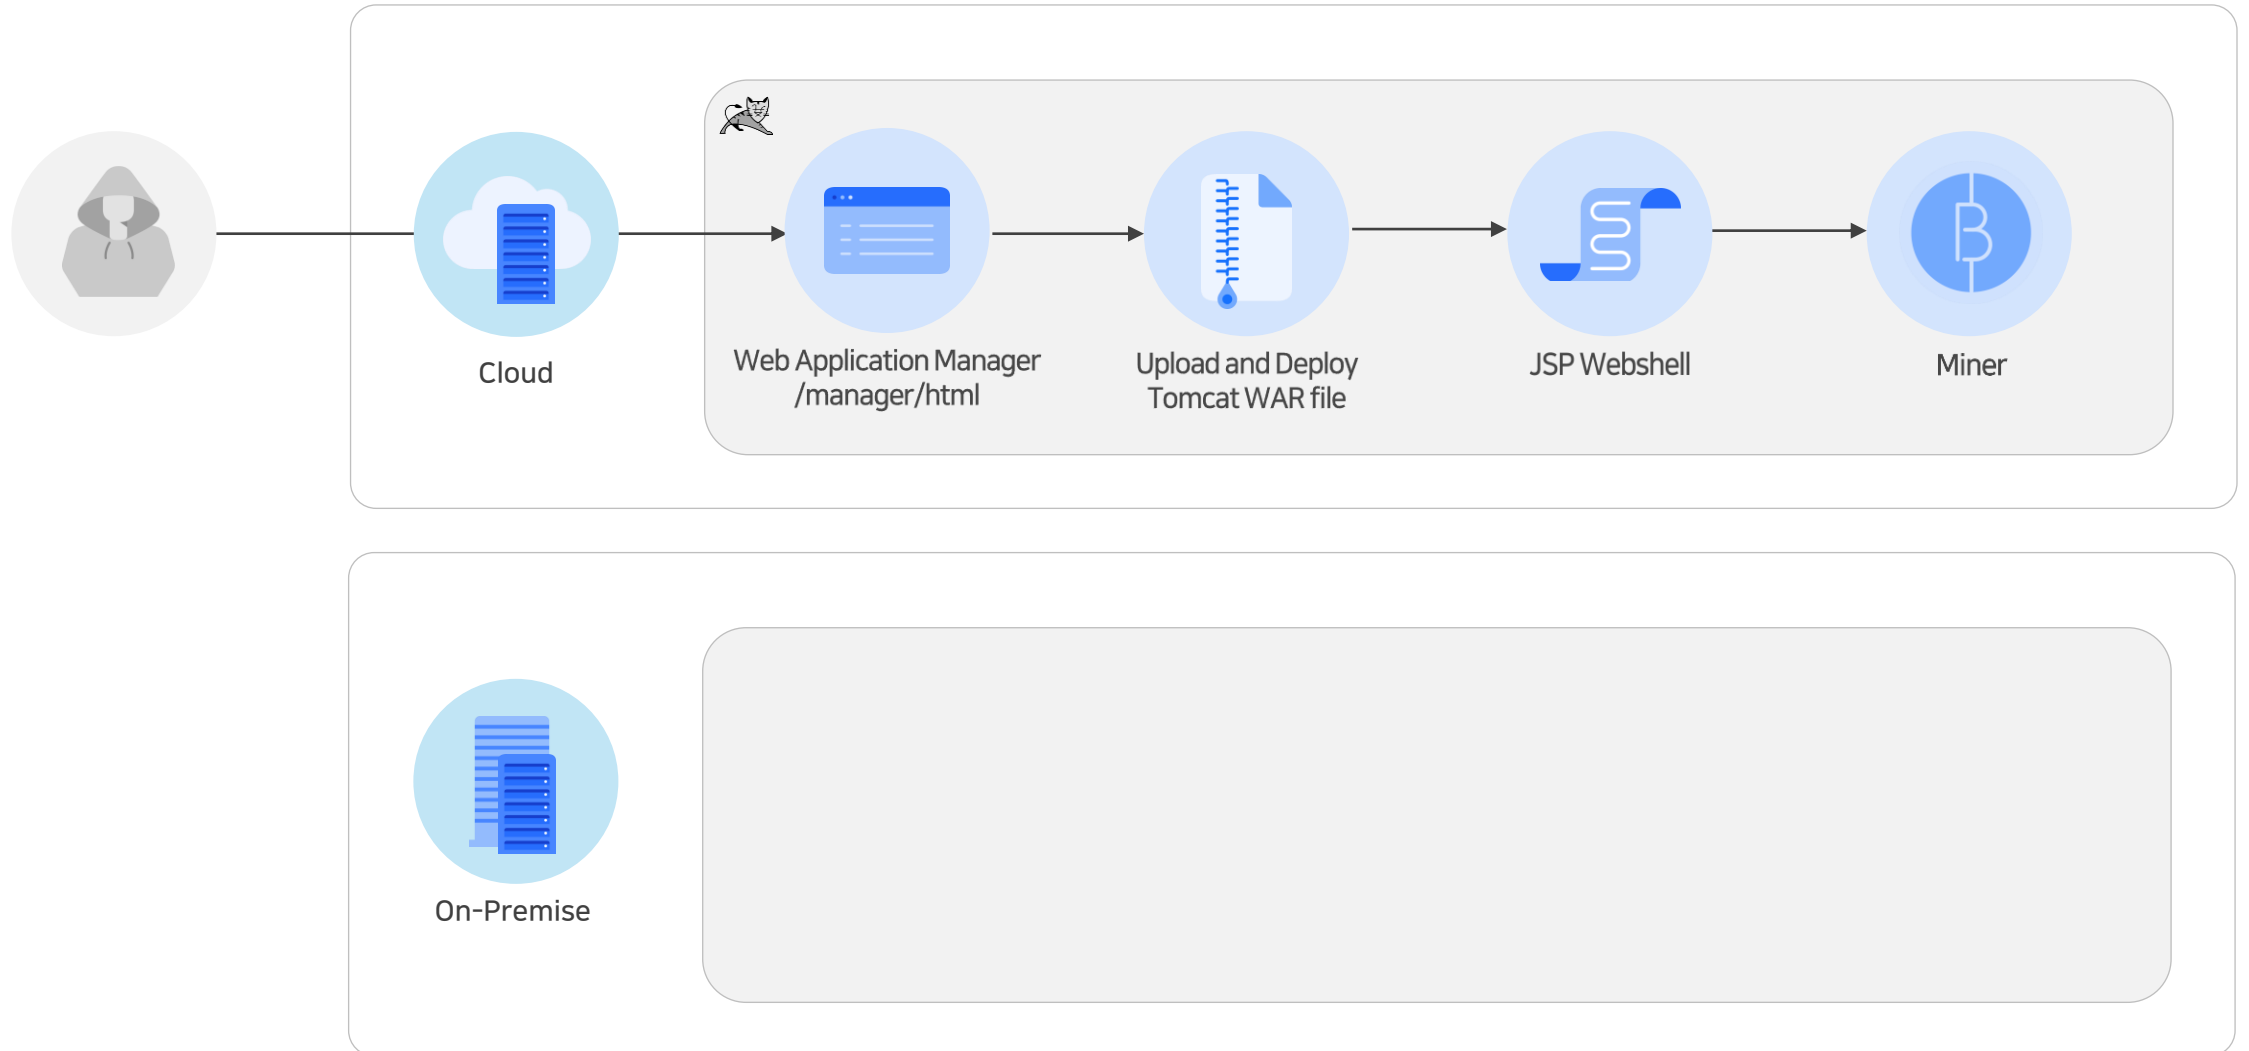 Cloud
Web Application Manager
/manager/html
Upload and Deploy
Tomcat WAR file
JSP Webshell
Miner
On-Premise